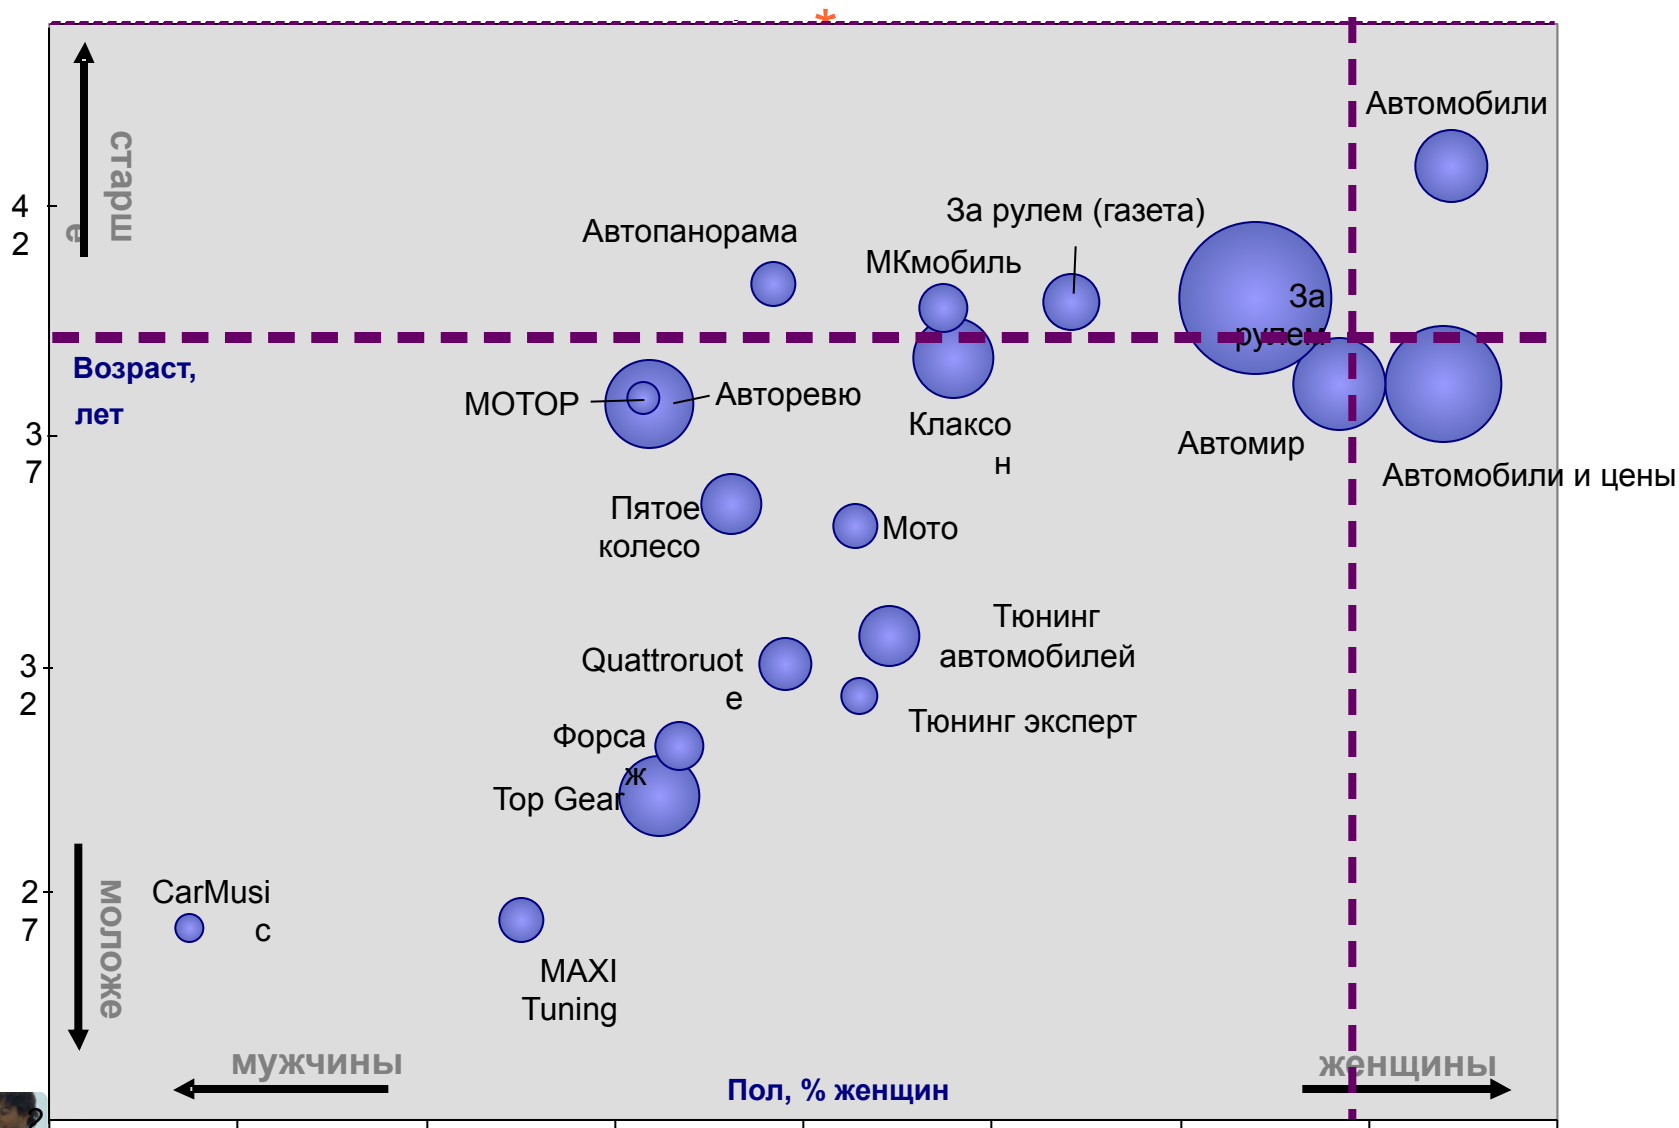 *
Автомобили
старш
е
4
2
За рулем (газета)
Автопанорама
МКмобиль
За
рулем
Возраст,
лет
МОТОР
Авторевю
Клаксо
н
3
7
Автомир
Автомобили и цены
Пятое
колесо
Мото
Тюнинг
автомобилей
3
2
Quattroruot
e
Тюнинг эксперт
Форса
ж
Top Gear
2
7
CarMusi
c
моложе
MAXI
Tuning
мужчины
женщины
Пол, % женщин
2